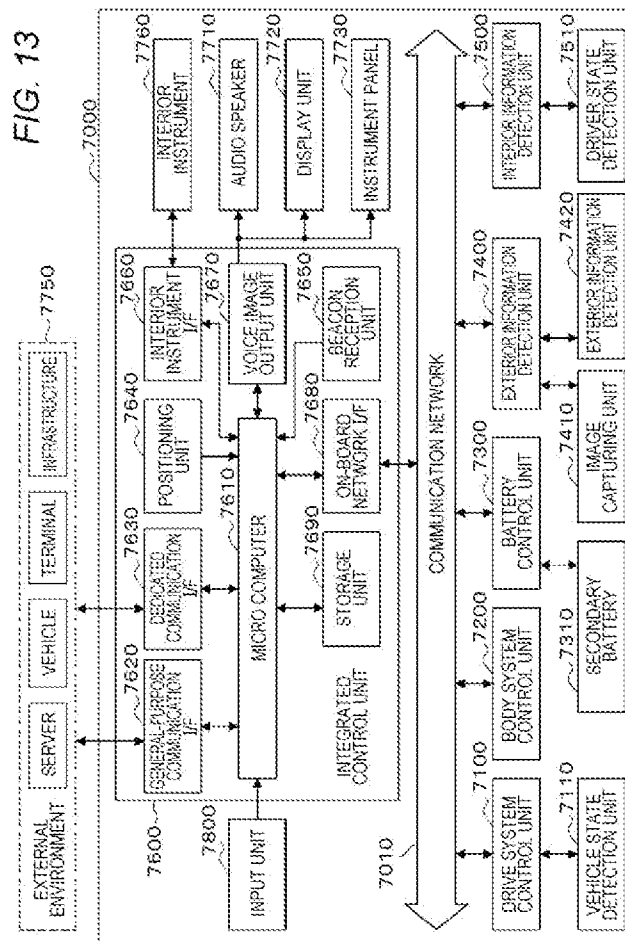 FIG. 13
7000
7750
EXTERNAL
ENVIRONMENT
SERVER
VEHICLE
TERMINAL
INFRASTRUCTURE
7600
7620
GENERAL-PURPOSE
COMMUNICATION
I/F
7630
DEDICATED
COMMUNICATION
I/F
7640
POSITIONING
UNIT
7660
INTERIOR
INSTRUMENT
I/F
7760
INTERIOR
INSTRUMENT
7800
INPUT UNIT
7610
MICRO COMPUTER
7670
VOICE IMAGE
OUTPUT UNIT
7710
AUDIO SPEAKER
7720
DISPLAY UNIT
7730
INSTRUMENT PANEL
INTEGRATED
CONTROL UNIT
7690
STORAGE
UNIT
7680
ON-BOARD
NETWORK I/F
7650
BEACON
RECEPTION
UNIT
7010
COMMUNICATION NETWORK
7100
DRIVE SYSTEM
CONTROL UNIT
7200
BODY SYSTEM
CONTROL UNIT
7300
BATTERY
CONTROL UNIT
7400
EXTERIOR INFORMATION
DETECTION UNIT
7500
INTERIOR INFORMATION
DETECTION UNIT
7110
VEHICLE STATE
DETECTION UNIT
7310
SECONDARY
BATTERY
7410
IMAGE
CAPTURING UNIT
7420
EXTERIOR INFORMATION
DETECTION UNIT
7510
DRIVER STATE
DETECTION UNIT